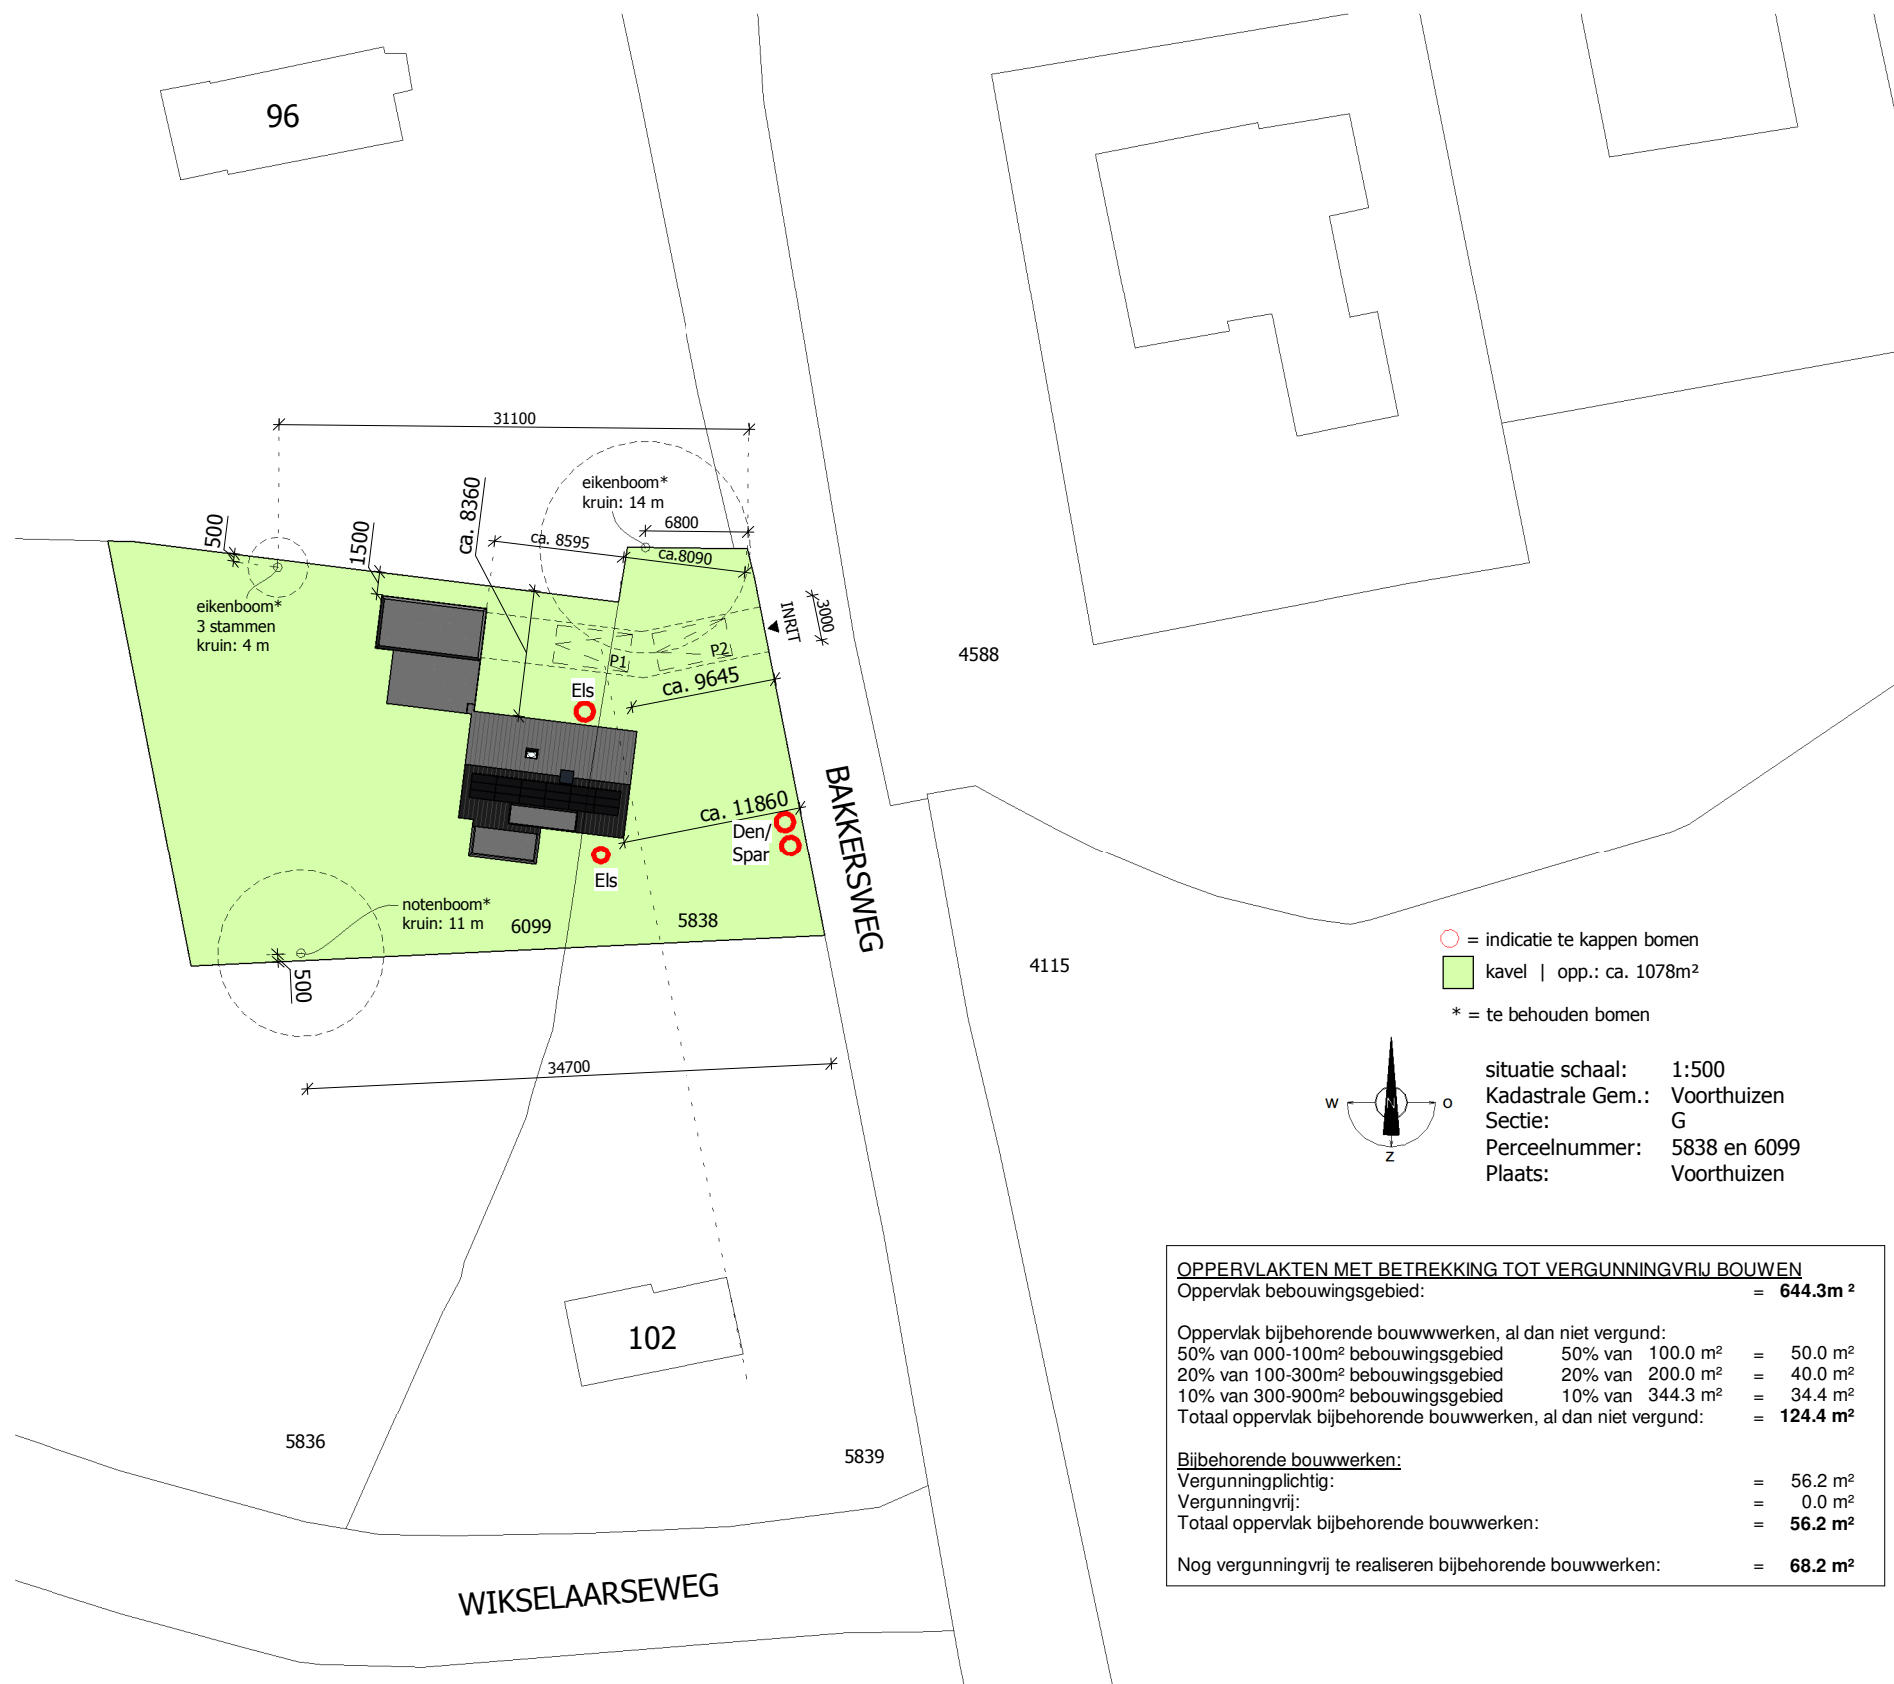 96
31100
eikenboom*
kruin: 14 m
6800
ca. 8360
ca. 8595
ca.8090
500
1500
eikenboom*
3 stammen
kruin: 4 m
INRIT
3000
P1
P2
ca. 9645
Els
4588
BAKKERSWEG
ca. 11860
Den/
Spar
Els
notenboom*
kruin: 11 m
6099
5838
500
4115
= indicatie te kappen bomen
kavel | opp.: ca. 1078m²
* = te behouden bomen
34700
W
N
O
Z
situatie schaal: 1:500
Kadastrale Gem.: Voorthuizen
Sectie: G
Perceelnummer: 5838 en 6099
Plaats: Voorthuizen
102
5836
5839
WIKSELAARSEWEG
OPPERVLAKTEN MET BETREKKING TOT VERGUNNINGVRIJ BOUWEN
Oppervlak bebouwingsgebied: = 644.3m ²
Oppervlak bijbehorende bouwwwerken, al dan niet vergund:
50% van 000-100m² bebouwingsgebied 50% van 100.0 m² = 50.0 m²
20% van 100-300m² bebouwingsgebied 20% van 200.0 m² = 40.0 m²
10% van 300-900m² bebouwingsgebied 10% van 344.3 m² = 34.4 m²
Totaal oppervlak bijbehorende bouwwerken, al dan niet vergund: = 124.4 m²
Bijbehorende bouwwerken:
Vergunningplichtig: = 56.2 m²
Vergunningvrij: = 0.0 m²
Totaal oppervlak bijbehorende bouwwerken: = 56.2 m²
Nog vergunningvrij te realiseren bijbehorende bouwwerken: = 68.2 m²